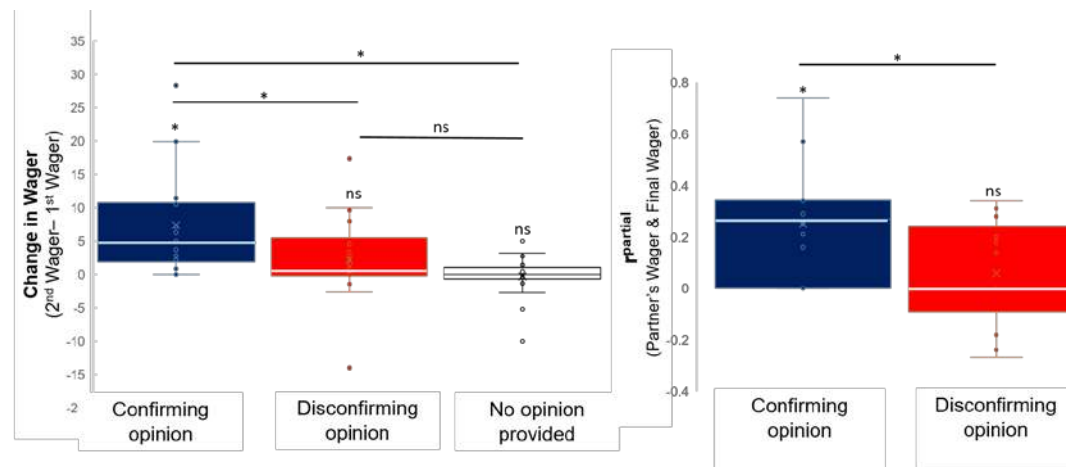 Change in Wager
(2nd Wager– 1st Wager)
35
30
25
20
15
10
5
0
-5
-10
-15
-2
*
*
*
ns
ns
ns
Confirming
opinion
Disconfirming
opinion
No opinion
provided
rpartial
(Partner's Wager & Final Wager)
0.8
0.6
0.4
0.2
0
-0.2
-0.4
*
*
ns
Confirming
opinion
Disconfirming
opinion